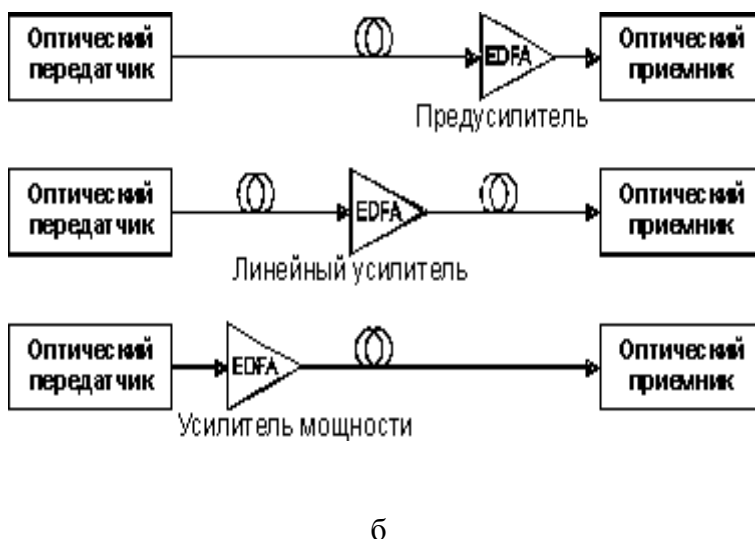 Оптический
передатчик
EDFA
Оптический
приемник
Предусилитель
Оптический
передатчик
EDFA
Оптический
приемник
Линейный усилитель
Оптический
передатчик
EDFA
Оптический
приемник
Усилитель мощности
б